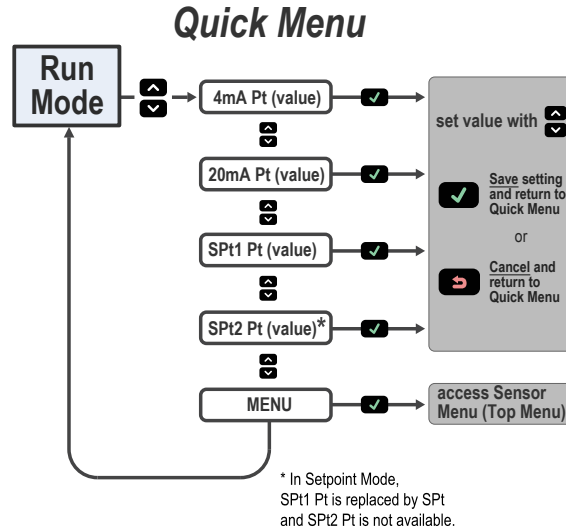 Quick Menu
Run
Mode
4mA Pt (value)
20mA Pt (value)
SPt1 Pt (value)
SPt2 Pt (value)*
MENU
set value with
Save setting
and return to
Quick Menu
or
Cancel and
return to
Quick Menu
access Sensor
Menu (Top Menu)
* In Setpoint Mode,
SPt1 Pt is replaced by SPt
and SPt2 Pt is not available.